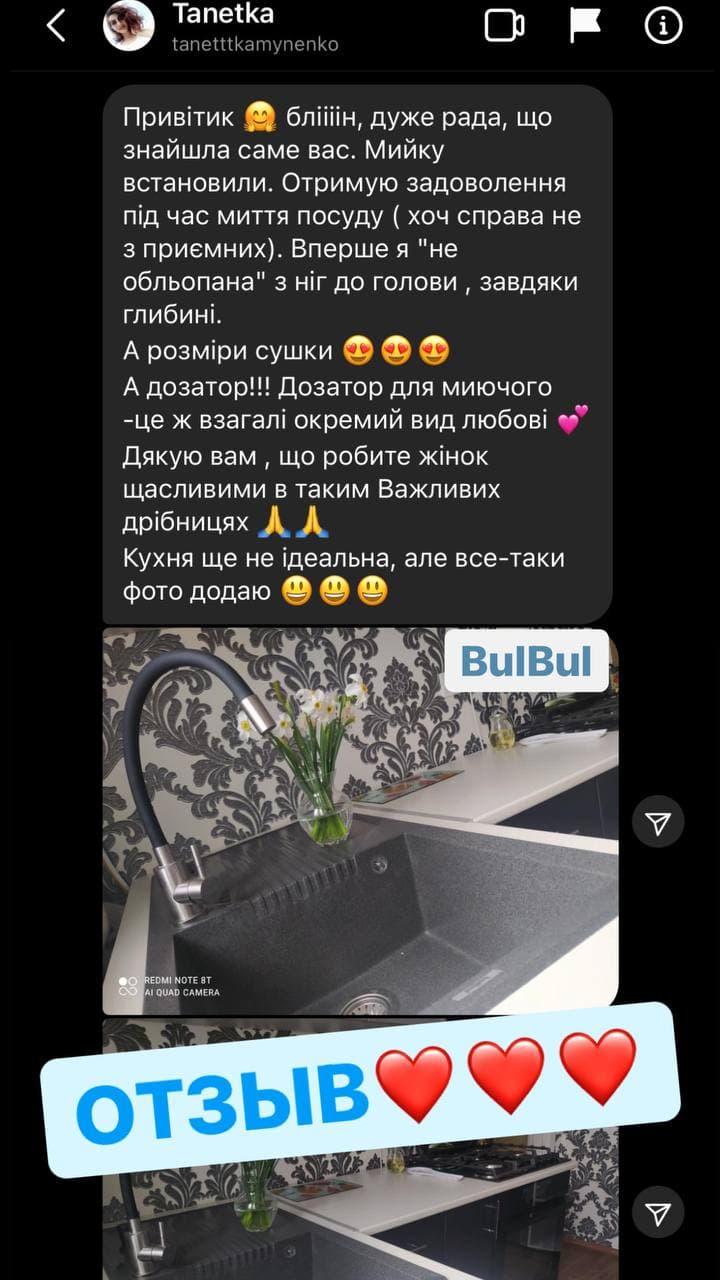 Tanetka
tanetttkamynenko
Привітик 🤗 бліііін, дуже рада, що
знайшла саме вас. Мийку
встановили. Отримую задоволення
під час миття посуду ( хоч справа не
з приємних). Вперше я "не
обльопана" з ніг до голови , завдяки
глибині.
А розміри сушки 😍😍😍
А дозатор!!! Дозатор для миючого
-це ж взагалі окремий вид любові 💕
Дякую вам , що робите жінок
щасливими в таким Важливих
дрібницях 🙏🙏
Кухня ще не ідеальна, але все-таки
фото додаю 😃😃😃
BulBul
REDMI NOTE 8T
AI QUAD CAMERA
ОТЗЫВ❤️❤️❤️